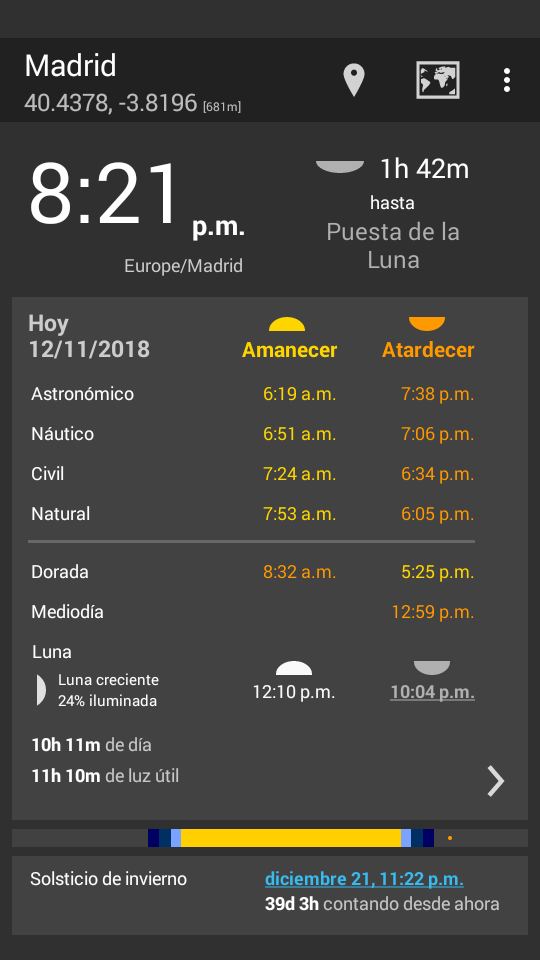 Madrid
40.4378, -3.8196 [681m]
8:21 p.m.
1h 42m
hasta
Puesta de la
Luna
Europe/Madrid
Hoy
12/11/2018
Amanecer Atardecer
Astronómico 6:19 a.m. 7:38 p.m.
Náutico 6:51 a.m. 7:06 p.m.
Civil 7:24 a.m. 6:34 p.m.
Natural 7:53 a.m. 6:05 p.m.
Dorada 8:32 a.m. 5:25 p.m.
Mediodía 12:59 p.m.
Luna
Luna creciente
24% iluminada
12:10 p.m. 10:04 p.m.
10h 11m de día
11h 10m de luz útil
Solsticio de invierno diciembre 21, 11:22 p.m.
39d 3h contando desde ahora